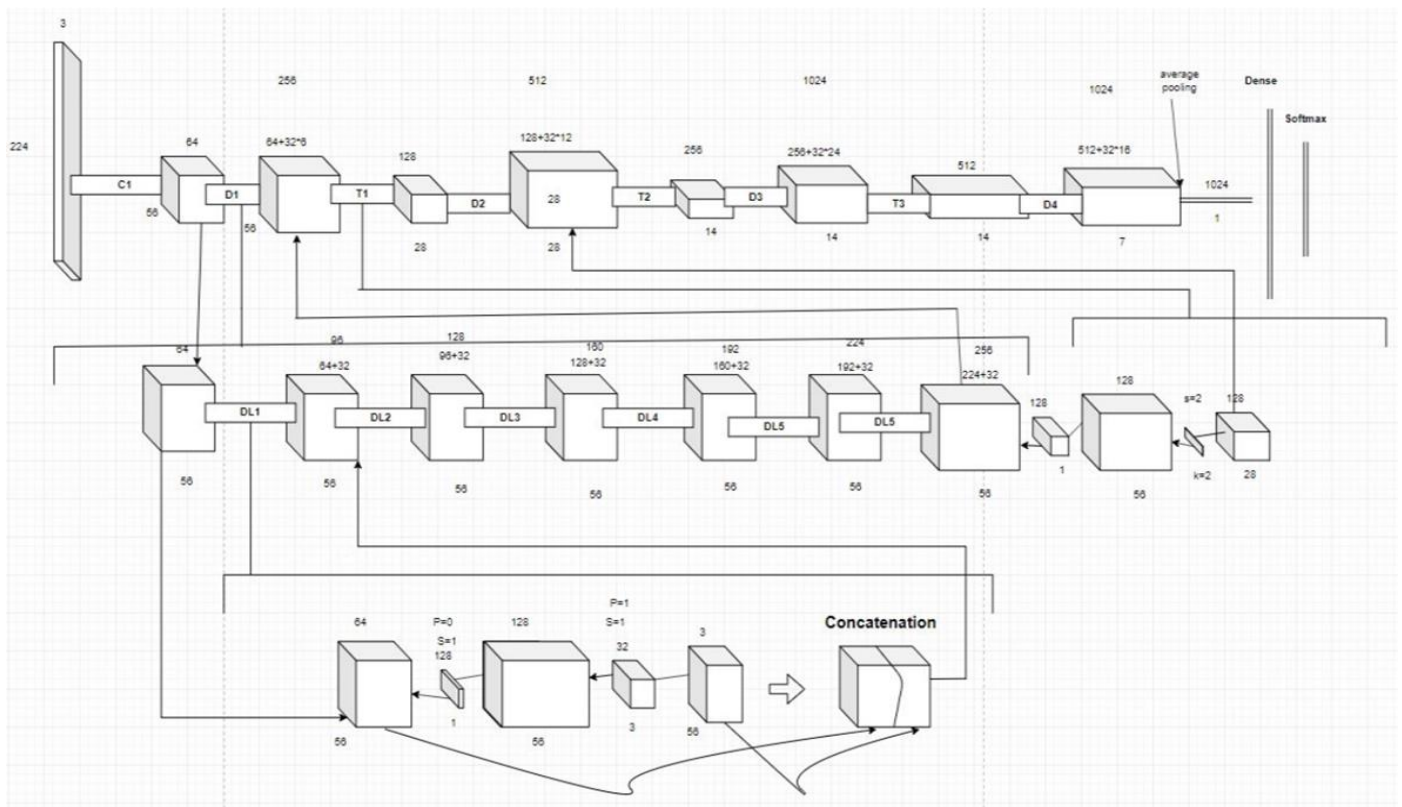 3
224
C1
64
56
D1
256
64+32*6
56
T1
128
28
D2
512
128+32*12
28
28
T2
256
14
D3
1024
256+32*24
14
T3
512
14
D4
1024
512+32*16
7
average
pooling
1024
1
Dense
Softmax
64
56
DL1
96
64+32
56
DL2
128
96+32
56
DL3
160
128+32
56
DL4
192
160+32
56
DL5
224
192+32
56
DL5
256
224+32
56
128
1
128
56
s=2
k=2
128
28
64
56
P=0
S=1
128
1
128
56
P=1
S=1
32
3
3
56
Concatenation